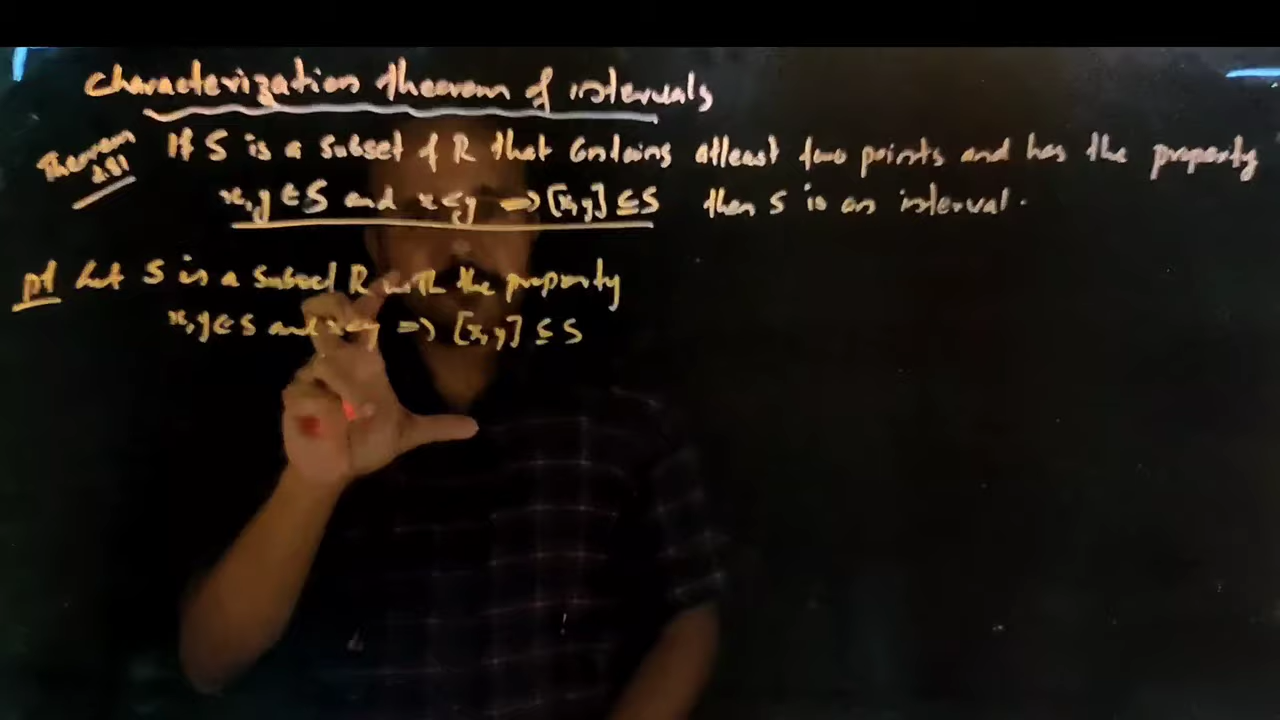 Characterization theorem of intervals
Theorem If S is a subset of R that contains atleast two points and has the property
2.5.1 x,y ∈ S and x < y ⇒ [x,y] ⊆ S then S is an interval.
pf Let S is a subset R with the property
x,y ∈ S and x < y ⇒ [x,y] ⊆ S